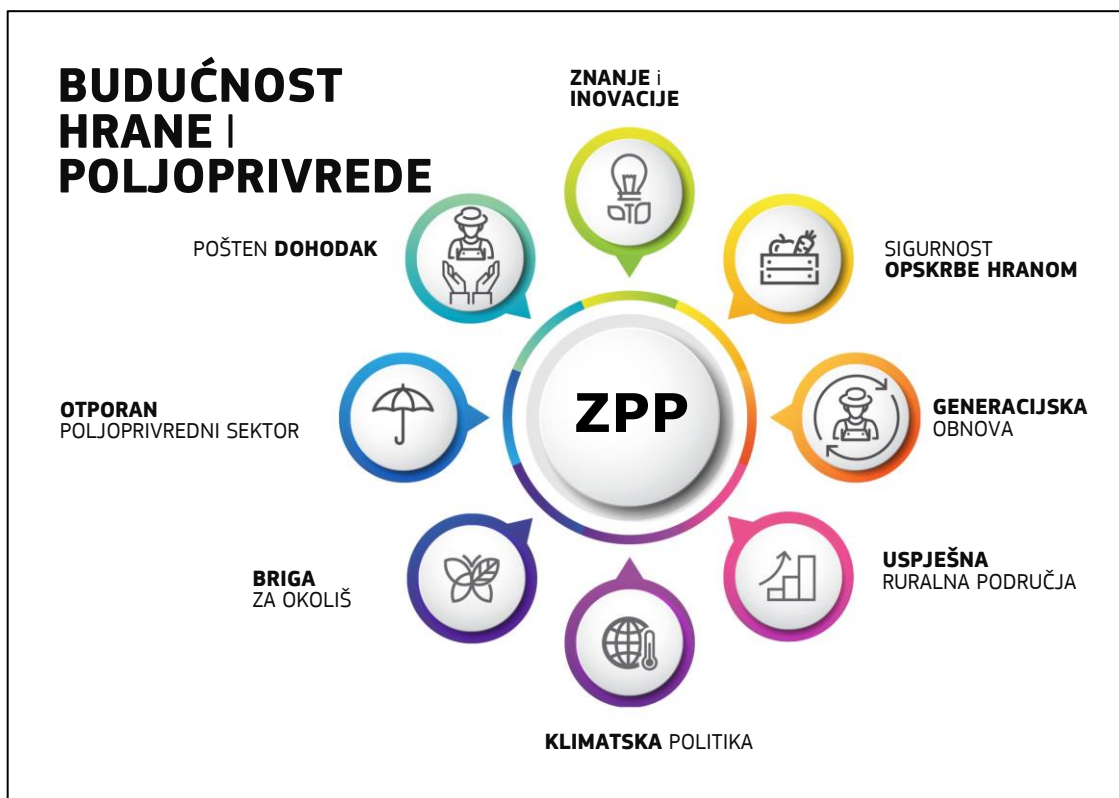 BUDUĆNOST
HRANE I
POLJOPRIVREDE
ZNANJE i
INOVACIJE
POŠTEN DOHODAK
SIGURNOST
OPSKRBE HRANOM
OTPORAN
POLJOPRIVREDNI SEKTOR
ZPP
GENERACIJSKA
OBNOVA
BRIGA
ZA OKOLIŠ
USPJEŠNA
RURALNA PODRUČJA
KLIMATSKA POLITIKA